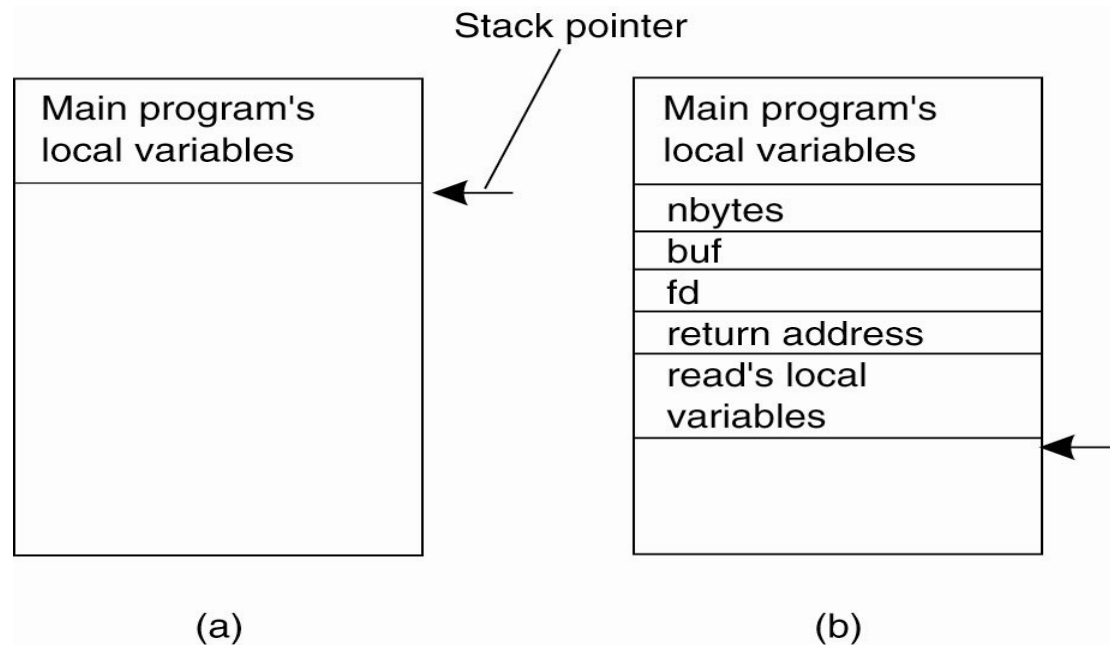 Stack pointer
Main program's
local variables
Main program's
local variables
nbytes
buf
fd
return address
read's local
variables
(a)
(b)